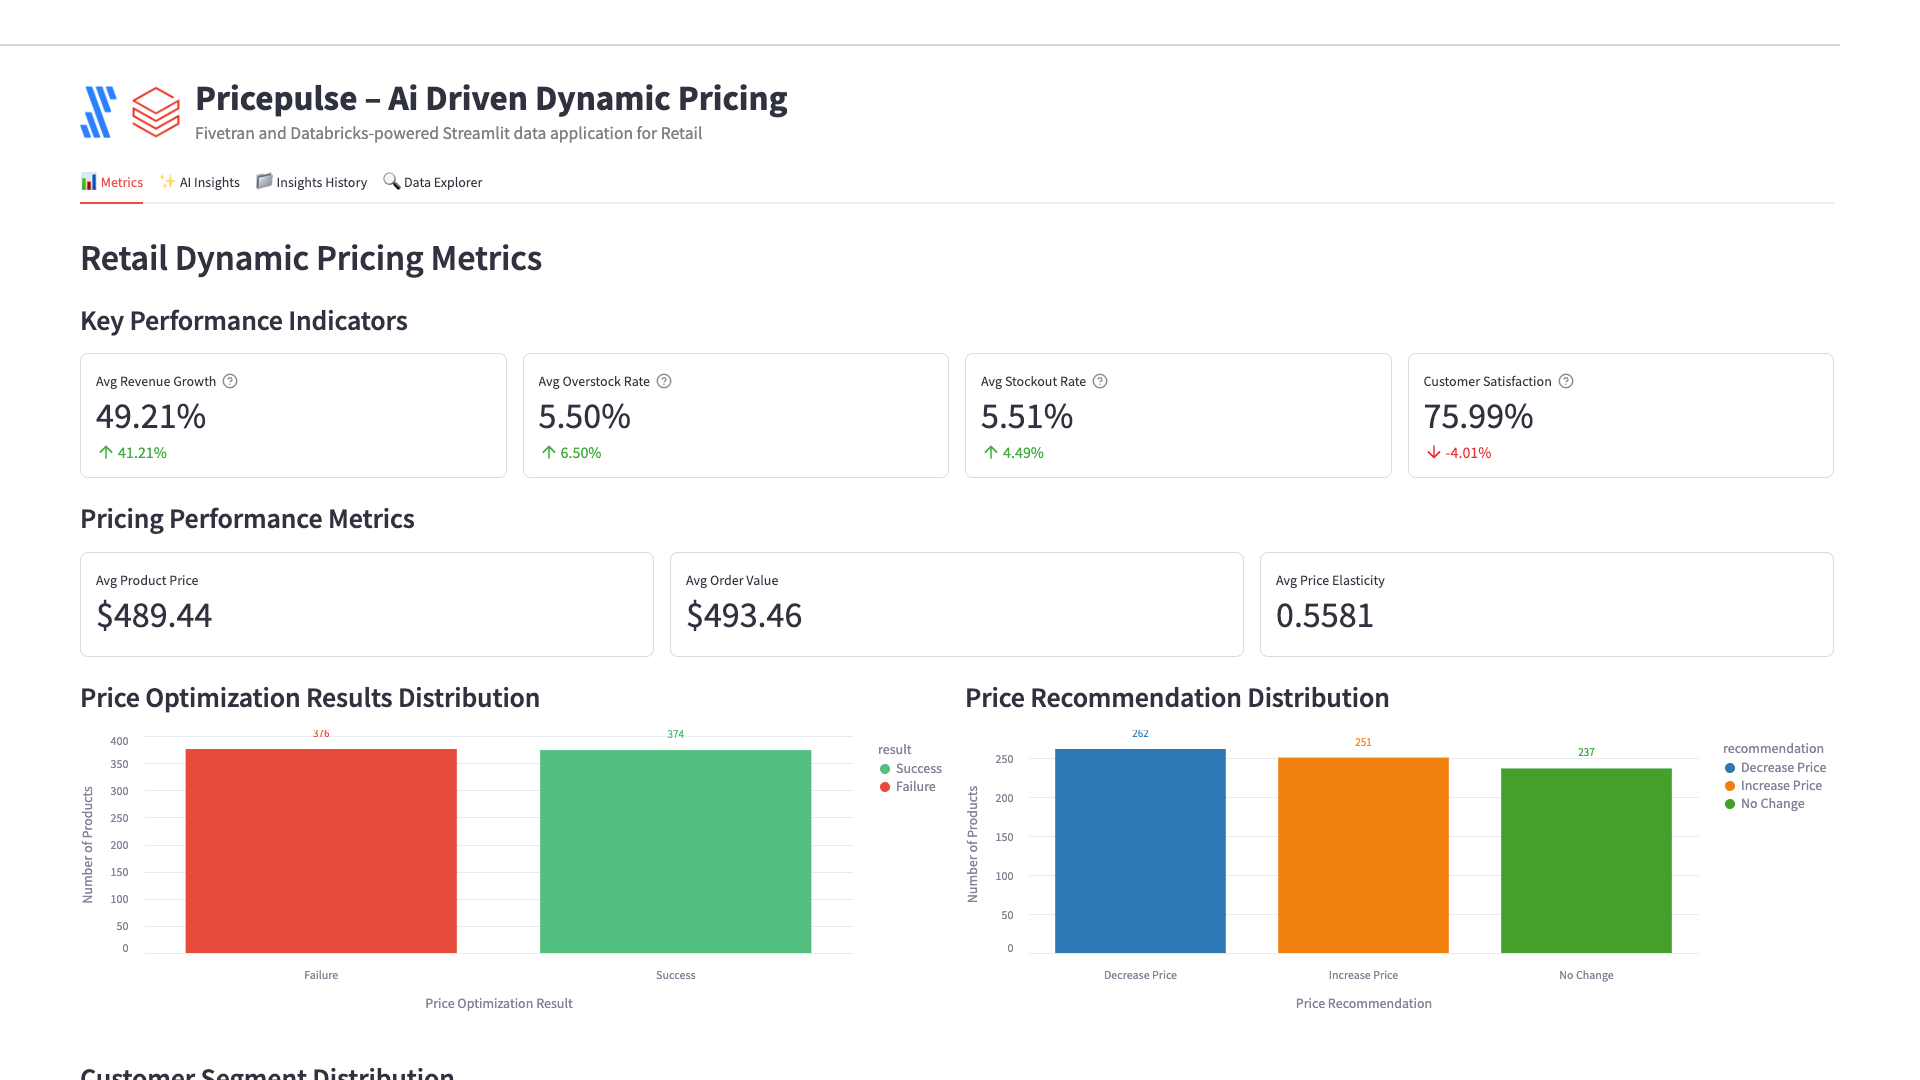 Pricepulse – Ai Driven Dynamic Pricing
Fivetran and Databricks-powered Streamlit data application for Retail
Metrics
AI Insights
Insights History
Data Explorer
Retail Dynamic Pricing Metrics
Key Performance Indicators
Avg Revenue Growth
49.21%
41.21%
Avg Overstock Rate
5.50%
6.50%
Avg Stockout Rate
5.51%
4.49%
Customer Satisfaction
75.99%
-4.01%
Pricing Performance Metrics
Avg Product Price
$489.44
Avg Order Value
$493.46
Avg Price Elasticity
0.5581
Price Optimization Results Distribution
376
374
400
350
300
250
200
150
100
50
0
Number of Products
Failure
Success
Price Optimization Result
result
Success
Failure
Price Recommendation Distribution
262
251
237
250
200
150
100
50
0
Number of Products
Decrease Price
Increase Price
No Change
Price Recommendation
recommendation
Decrease Price
Increase Price
No Change
Customer Segment Distribution